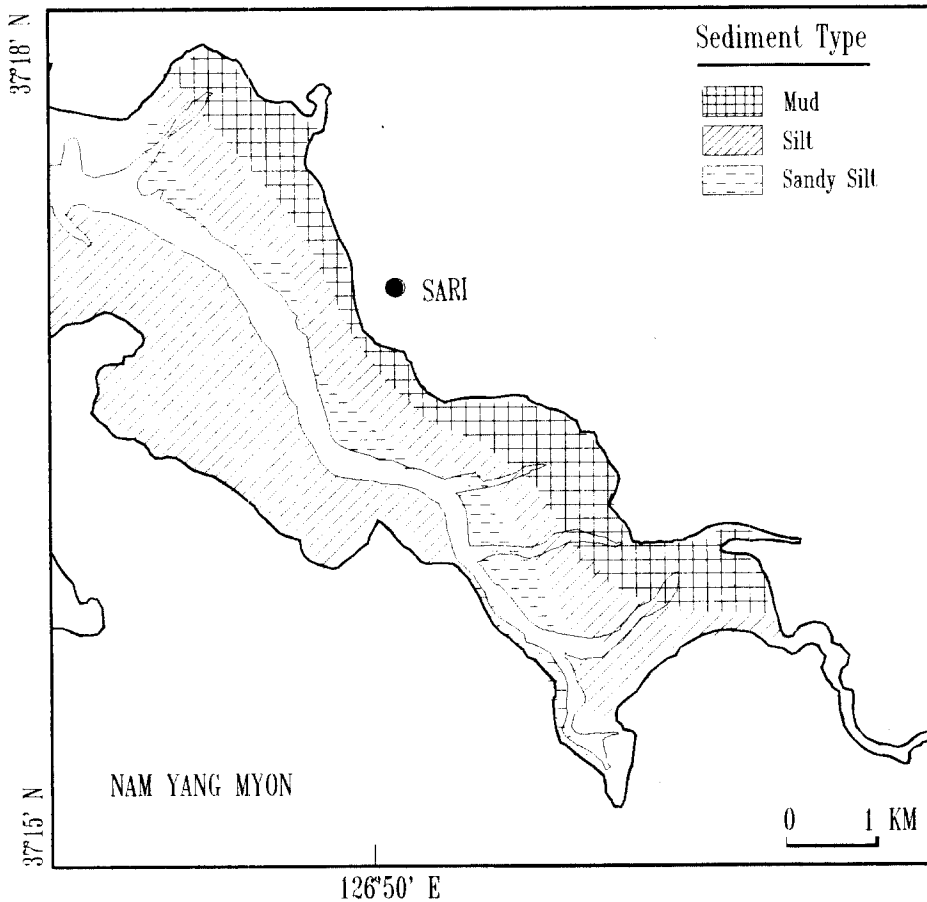 37°18' N
Sediment Type
Mud
Silt
Sandy Silt
SARI
NAM YANG MYON
0 1 KM
37°15' N
126°50' E